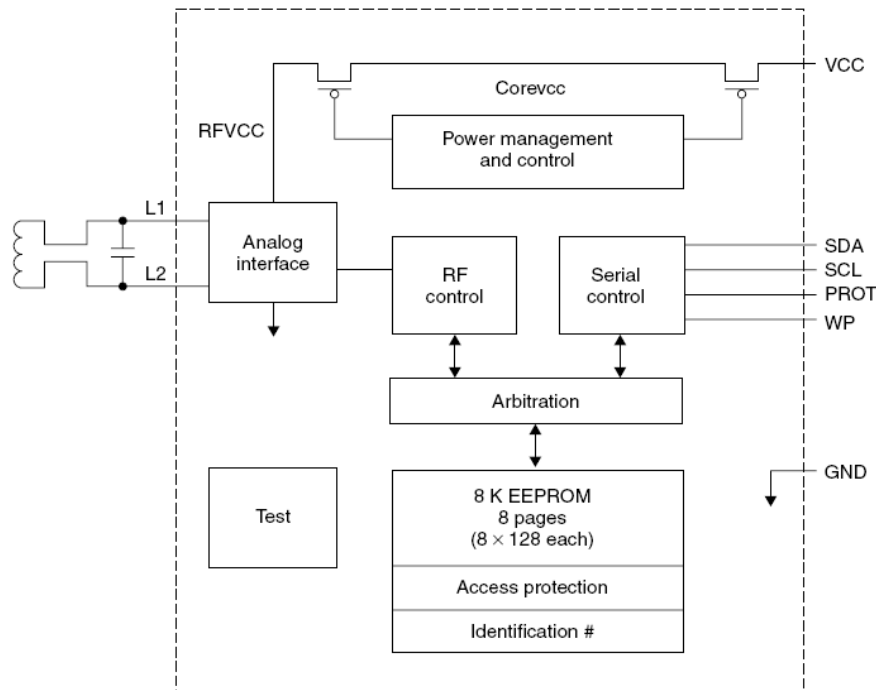 VCC
Corevcc
RFVCC
Power management
and control
L1
L2
Analog
interface
RF
control
Serial
control
SDA
SCL
PROT
WP
Arbitration
GND
Test
8 K EEPROM
8 pages
(8 × 128 each)
Access protection
Identification #